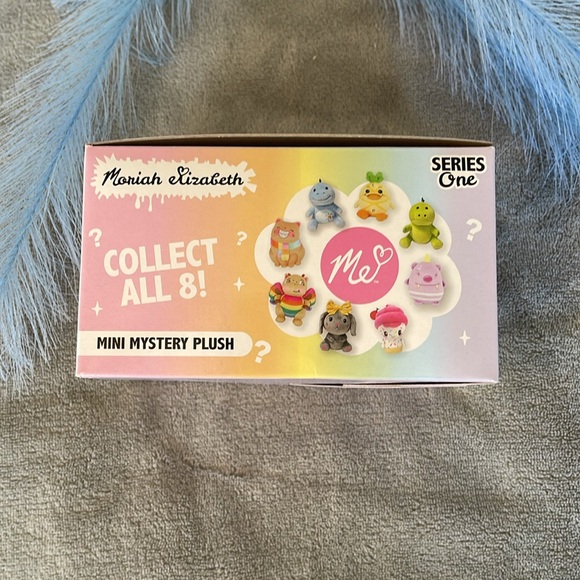 Moriah Elizabeth
SERIES
One
COLLECT
ALL 8!
Me
MINI MYSTERY PLUSH
?
?
?
?